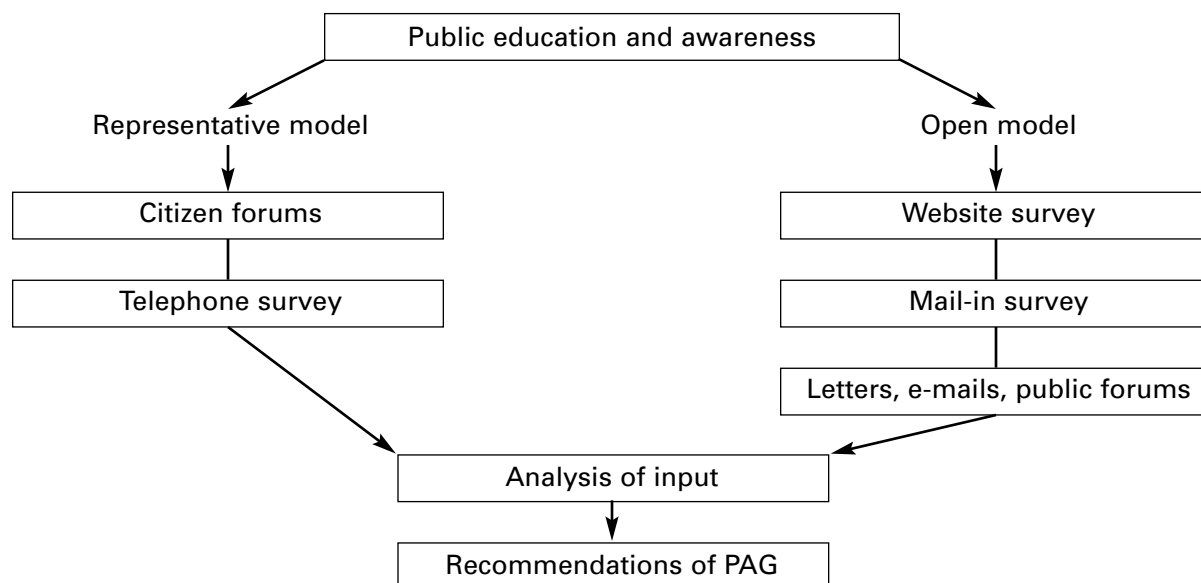 Public education and awareness
Representative model
Open model
Citizen forums
Website survey
Telephone survey
Mail-in survey
Letters, e-mails, public forums
Analysis of input
Recommendations of PAG